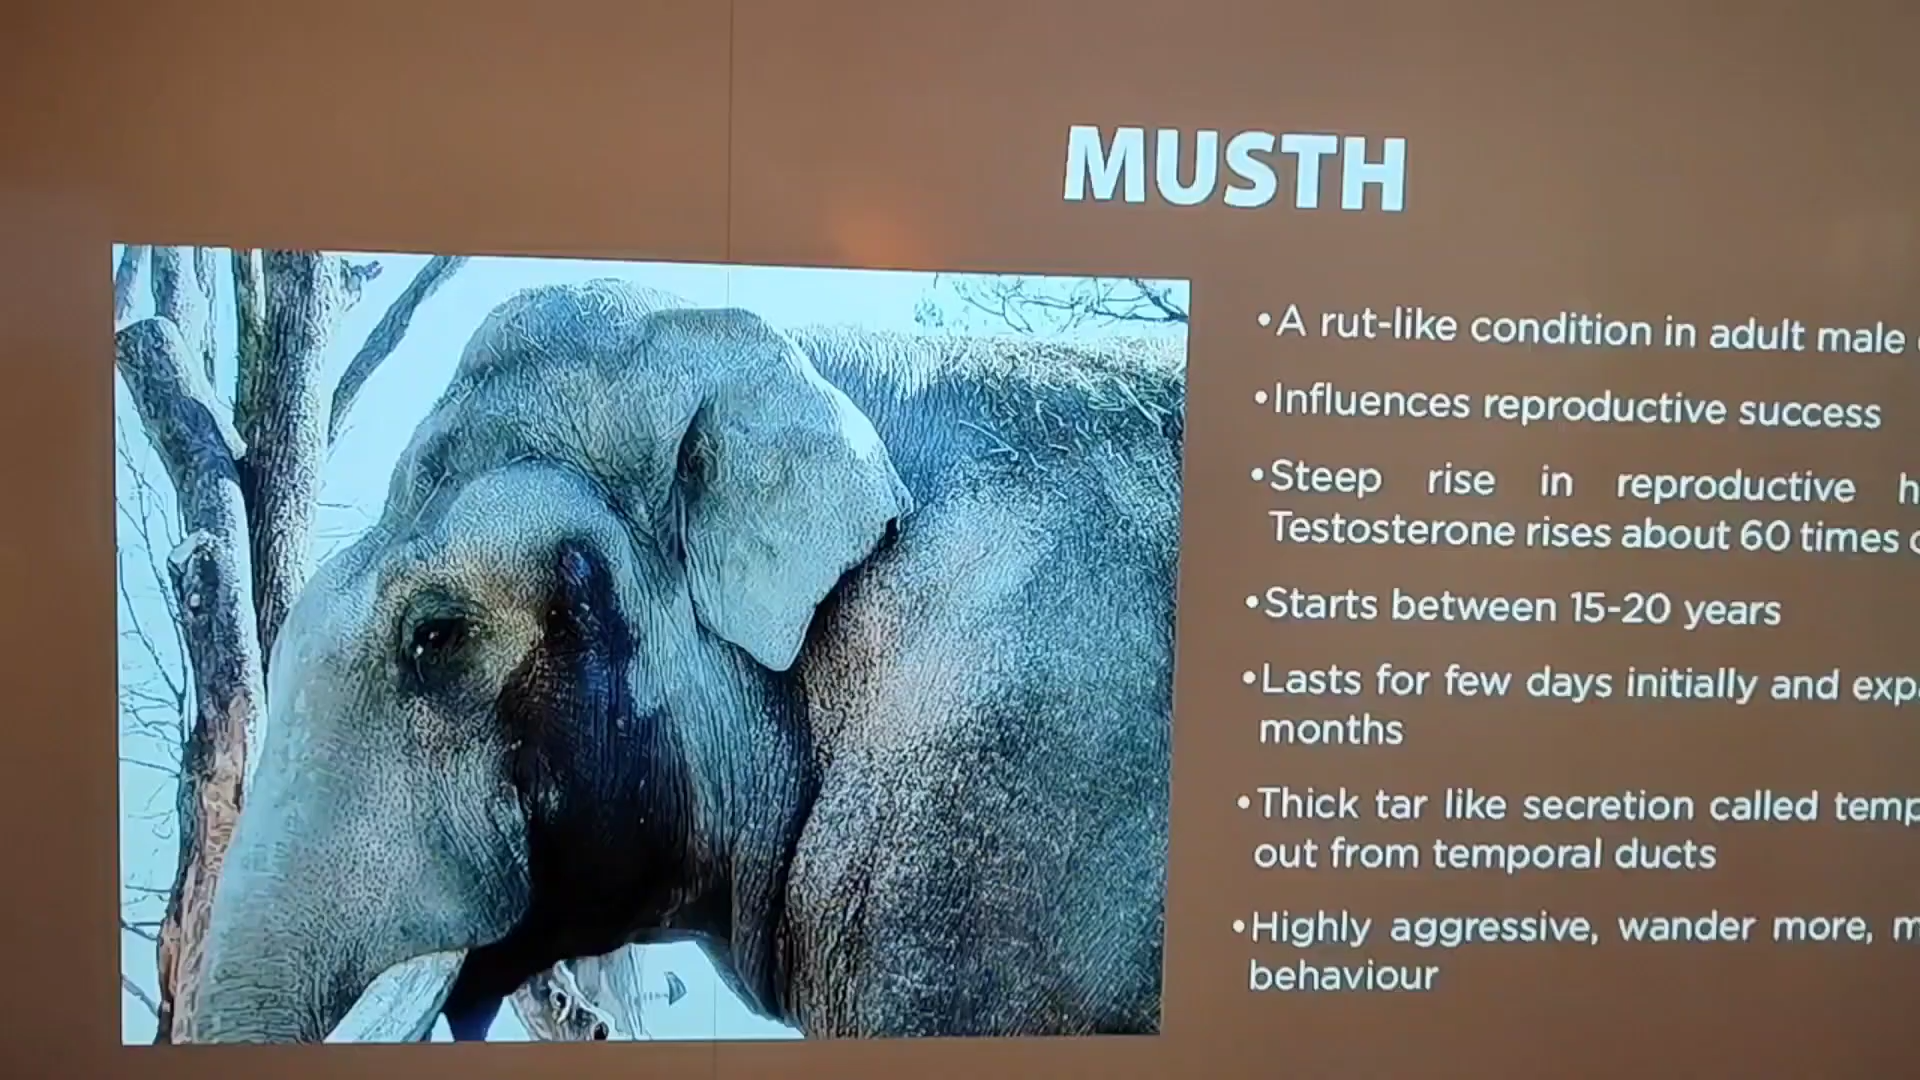 MUSTH
•A rut-like condition in adult male
•Influences reproductive success
•Steep rise in reproductive
Testosterone rises about 60 times
•Starts between 15-20 years
•Lasts for few days initially and
months
•Thick tar like secretion called
out from temporal ducts
•Highly aggressive, wander more,
behaviour